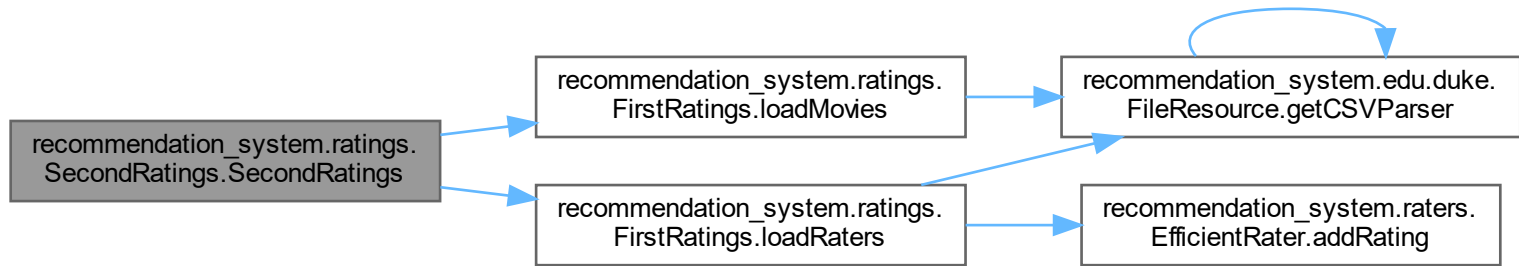 recommendation_system.ratings.
SecondRatings.SecondRatings
recommendation_system.ratings.
FirstRatings.loadMovies
recommendation_system.ratings.
FirstRatings.loadRaters
recommendation_system.edu.duke.
FileResource.getCSVParser
recommendation_system.raters.
EfficientRater.addRating